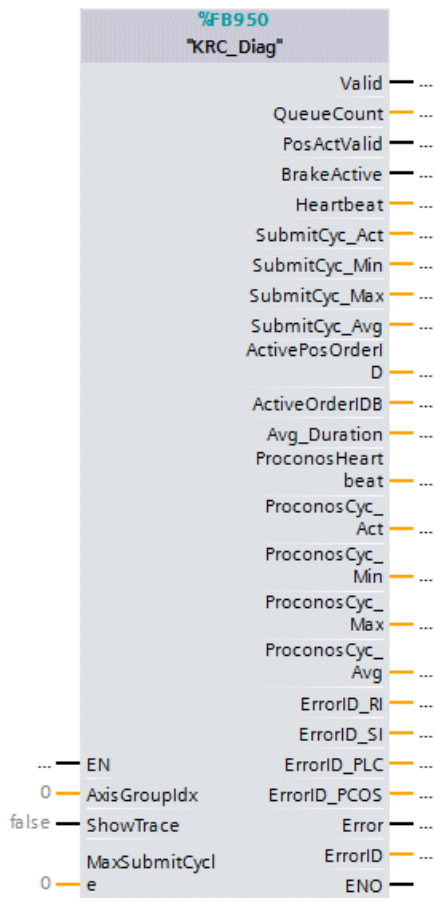 %FB950
"KRC_Diag"
Valid ...
QueueCount ...
PosActValid ...
BrakeActive ...
Heartbeat ...
SubmitCyc_Act ...
SubmitCyc_Min ...
SubmitCyc_Max ...
SubmitCyc_Avg ...
ActivePosOrderI
D ...
ActiveOrderIDB ...
Avg_Duration ...
ProconosHeart
beat ...
ProconosCyc_
Act ...
ProconosCyc_
Min ...
ProconosCyc_
Max ...
ProconosCyc_
Avg ...
ErrorID_RI ...
ErrorID_SI ...
... EN ErrorID_PLC ...
0 AxisGroupIdx ErrorID_PCOS ...
false ShowTrace Error ...
MaxSubmitCycl ErrorID ...
0 e ENO